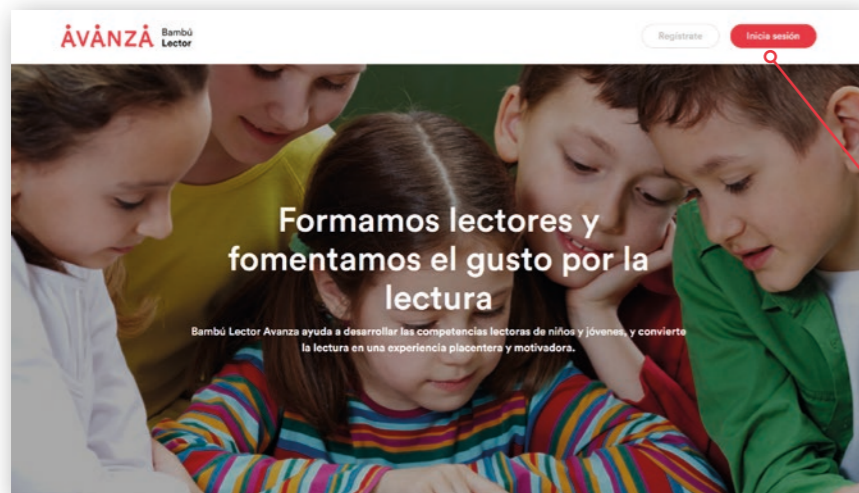 AVANZA Bambú
Lector
Regístrate
Inicia sesión
Formamos lectores y
fomentamos el gusto por la
lectura
Bambú Lector Avanza ayuda a desarrollar las competencias lectoras de niños y jóvenes, y convierte
la lectura en una experiencia placentera y motivadora.